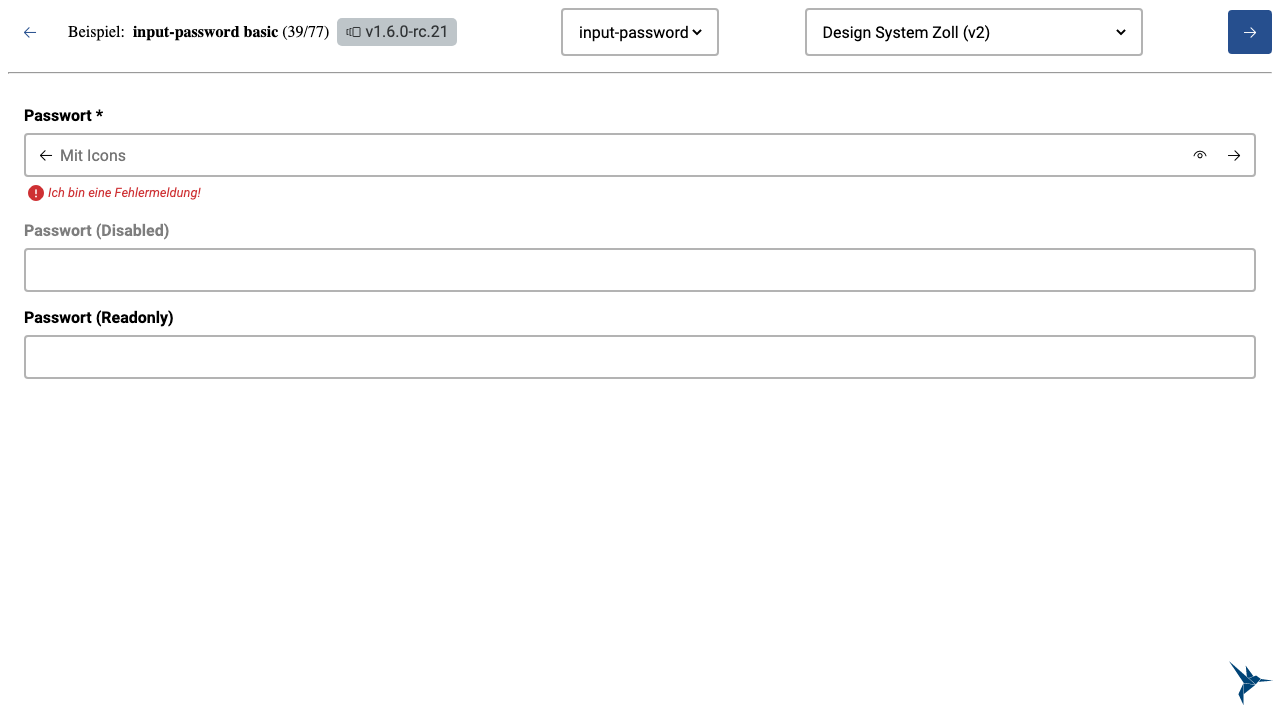 Beispiel: input-password basic (39/77) v1.6.0-rc.21 input-password Design System Zoll (v2)
Passwort *
Mit Icons
Ich bin eine Fehlermeldung!
Passwort (Disabled)
Passwort (Readonly)